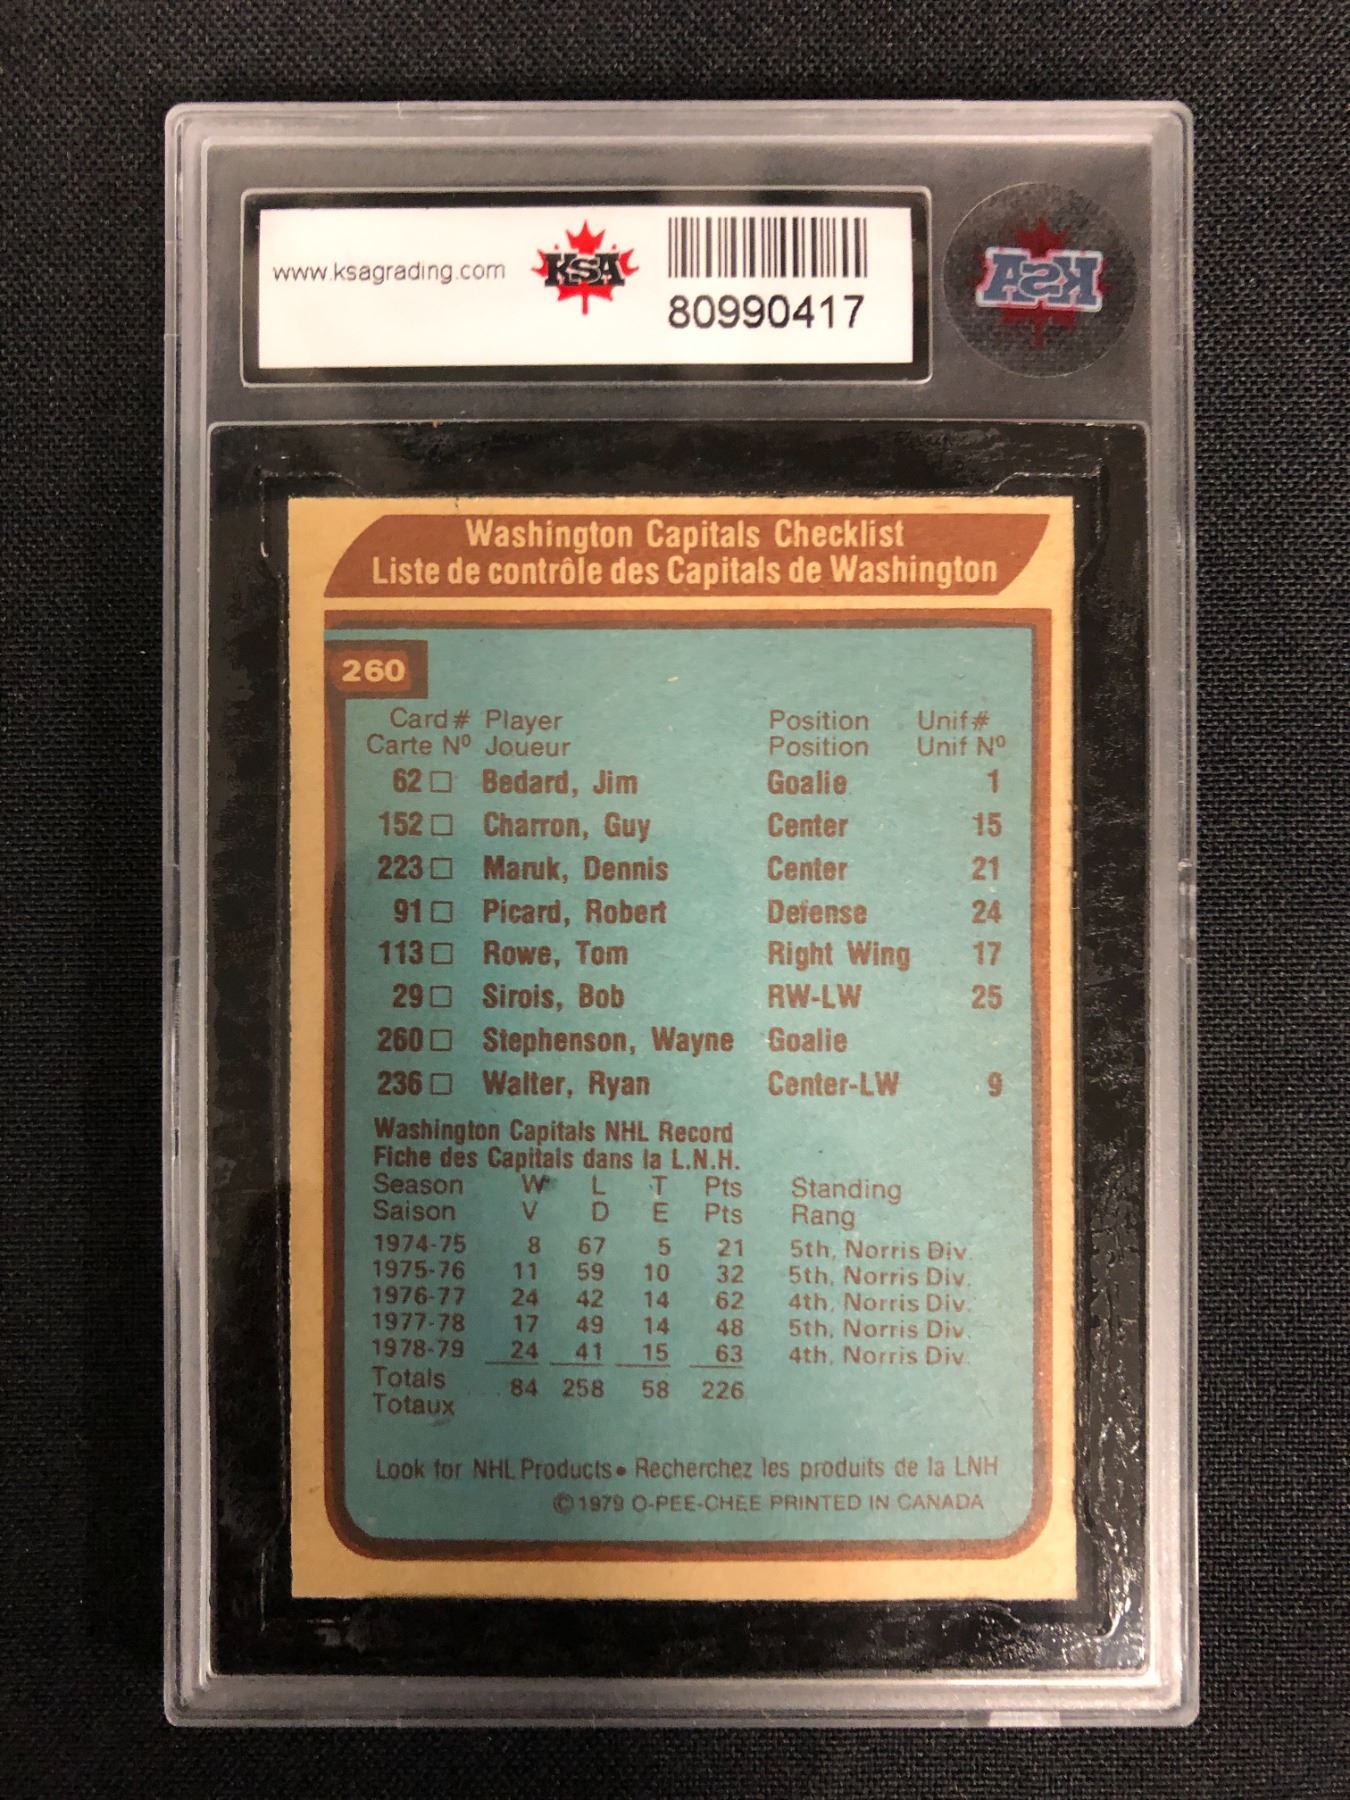 www.ksagrading.com
KSA
80990417
KSA
Washington Capitals Checklist
Liste de contrôle des Capitals de Washington
260
Card # Player Position Unif #
Carte Nº Joueur Position Unif Nº
62 □ Bedard, Jim Goalie 1
152 □ Charron, Guy Center 15
223 □ Maruk, Dennis Center 21
91 □ Picard, Robert Defense 24
113 □ Rowe, Tom Right Wing 17
29 □ Sirois, Bob RW-LW 25
260 □ Stephenson, Wayne Goalie
236 □ Walter, Ryan Center-LW 9
Washington Capitals NHL Record
Fiche des Capitals dans la L.N.H.
Season W L T Pts Standing
Saison V D E Pts Rang
1974-75 8 67 5 21 5th, Norris Div.
1975-76 11 59 10 32 5th, Norris Div.
1976-77 24 42 14 62 4th, Norris Div.
1977-78 17 49 14 48 5th, Norris Div.
1978-79 24 41 15 63 4th, Norris Div.
Totals 84 258 58 226
Totaux
Look for NHL Products • Recherchez les produits de la LNH
© 1979 O-PEE-CHEE PRINTED IN CANADA